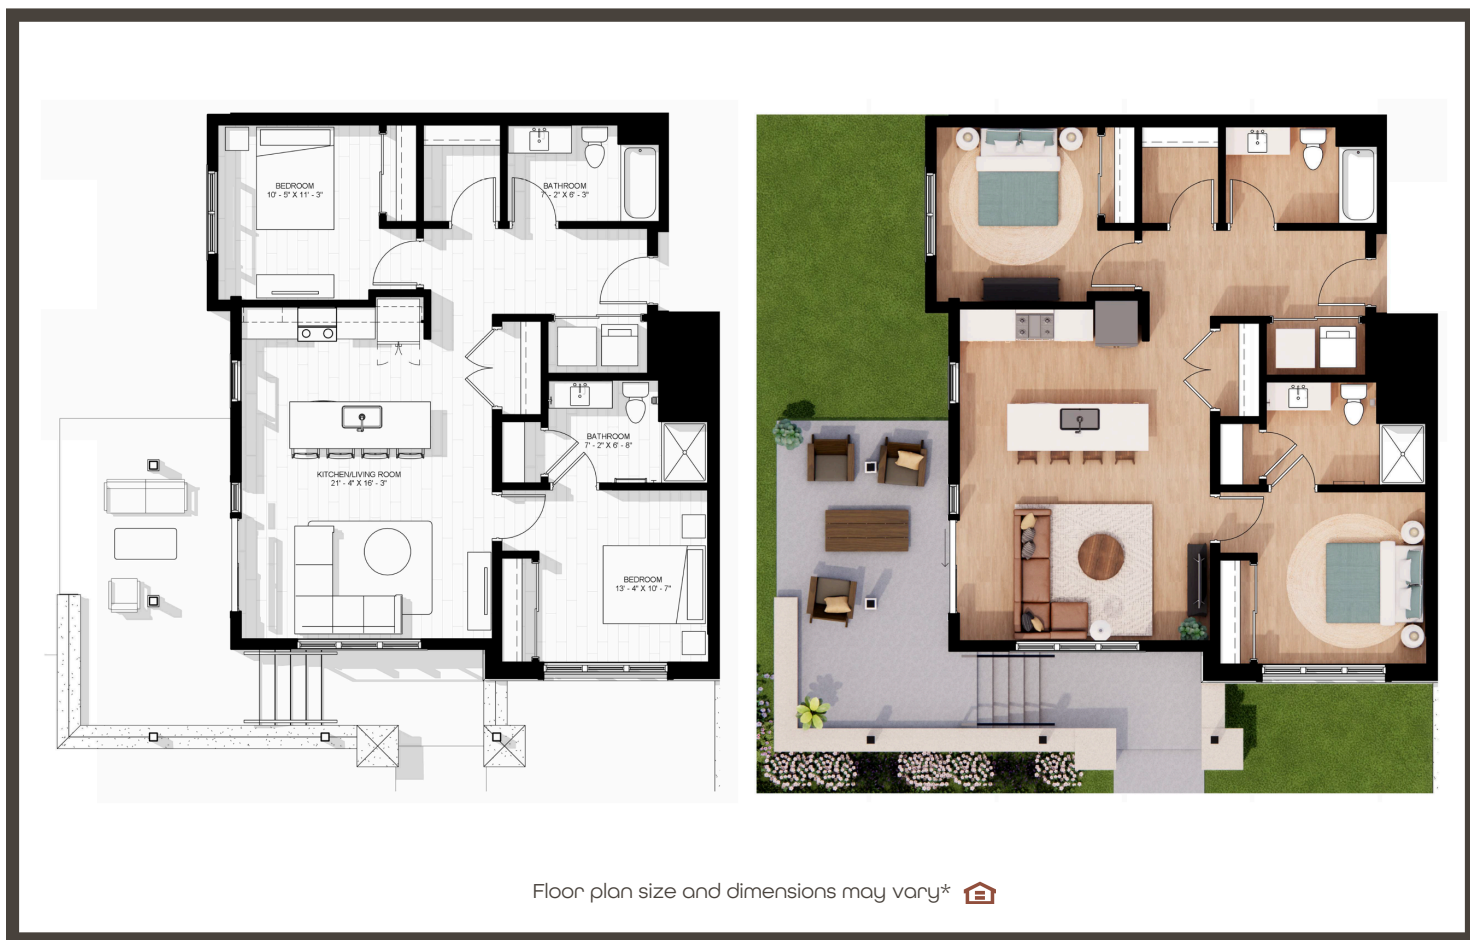 BEDROOM
10' - 5" X 11' - 3"
BATHROOM
7' - 2" X 6' - 3"
BATHROOM
7' - 2" X 6' - 8"
KITCHEN/LIVING ROOM
21' - 4" X 16' - 3"
BEDROOM
13' - 4" X 10' - 7"
Floor plan size and dimensions may vary*